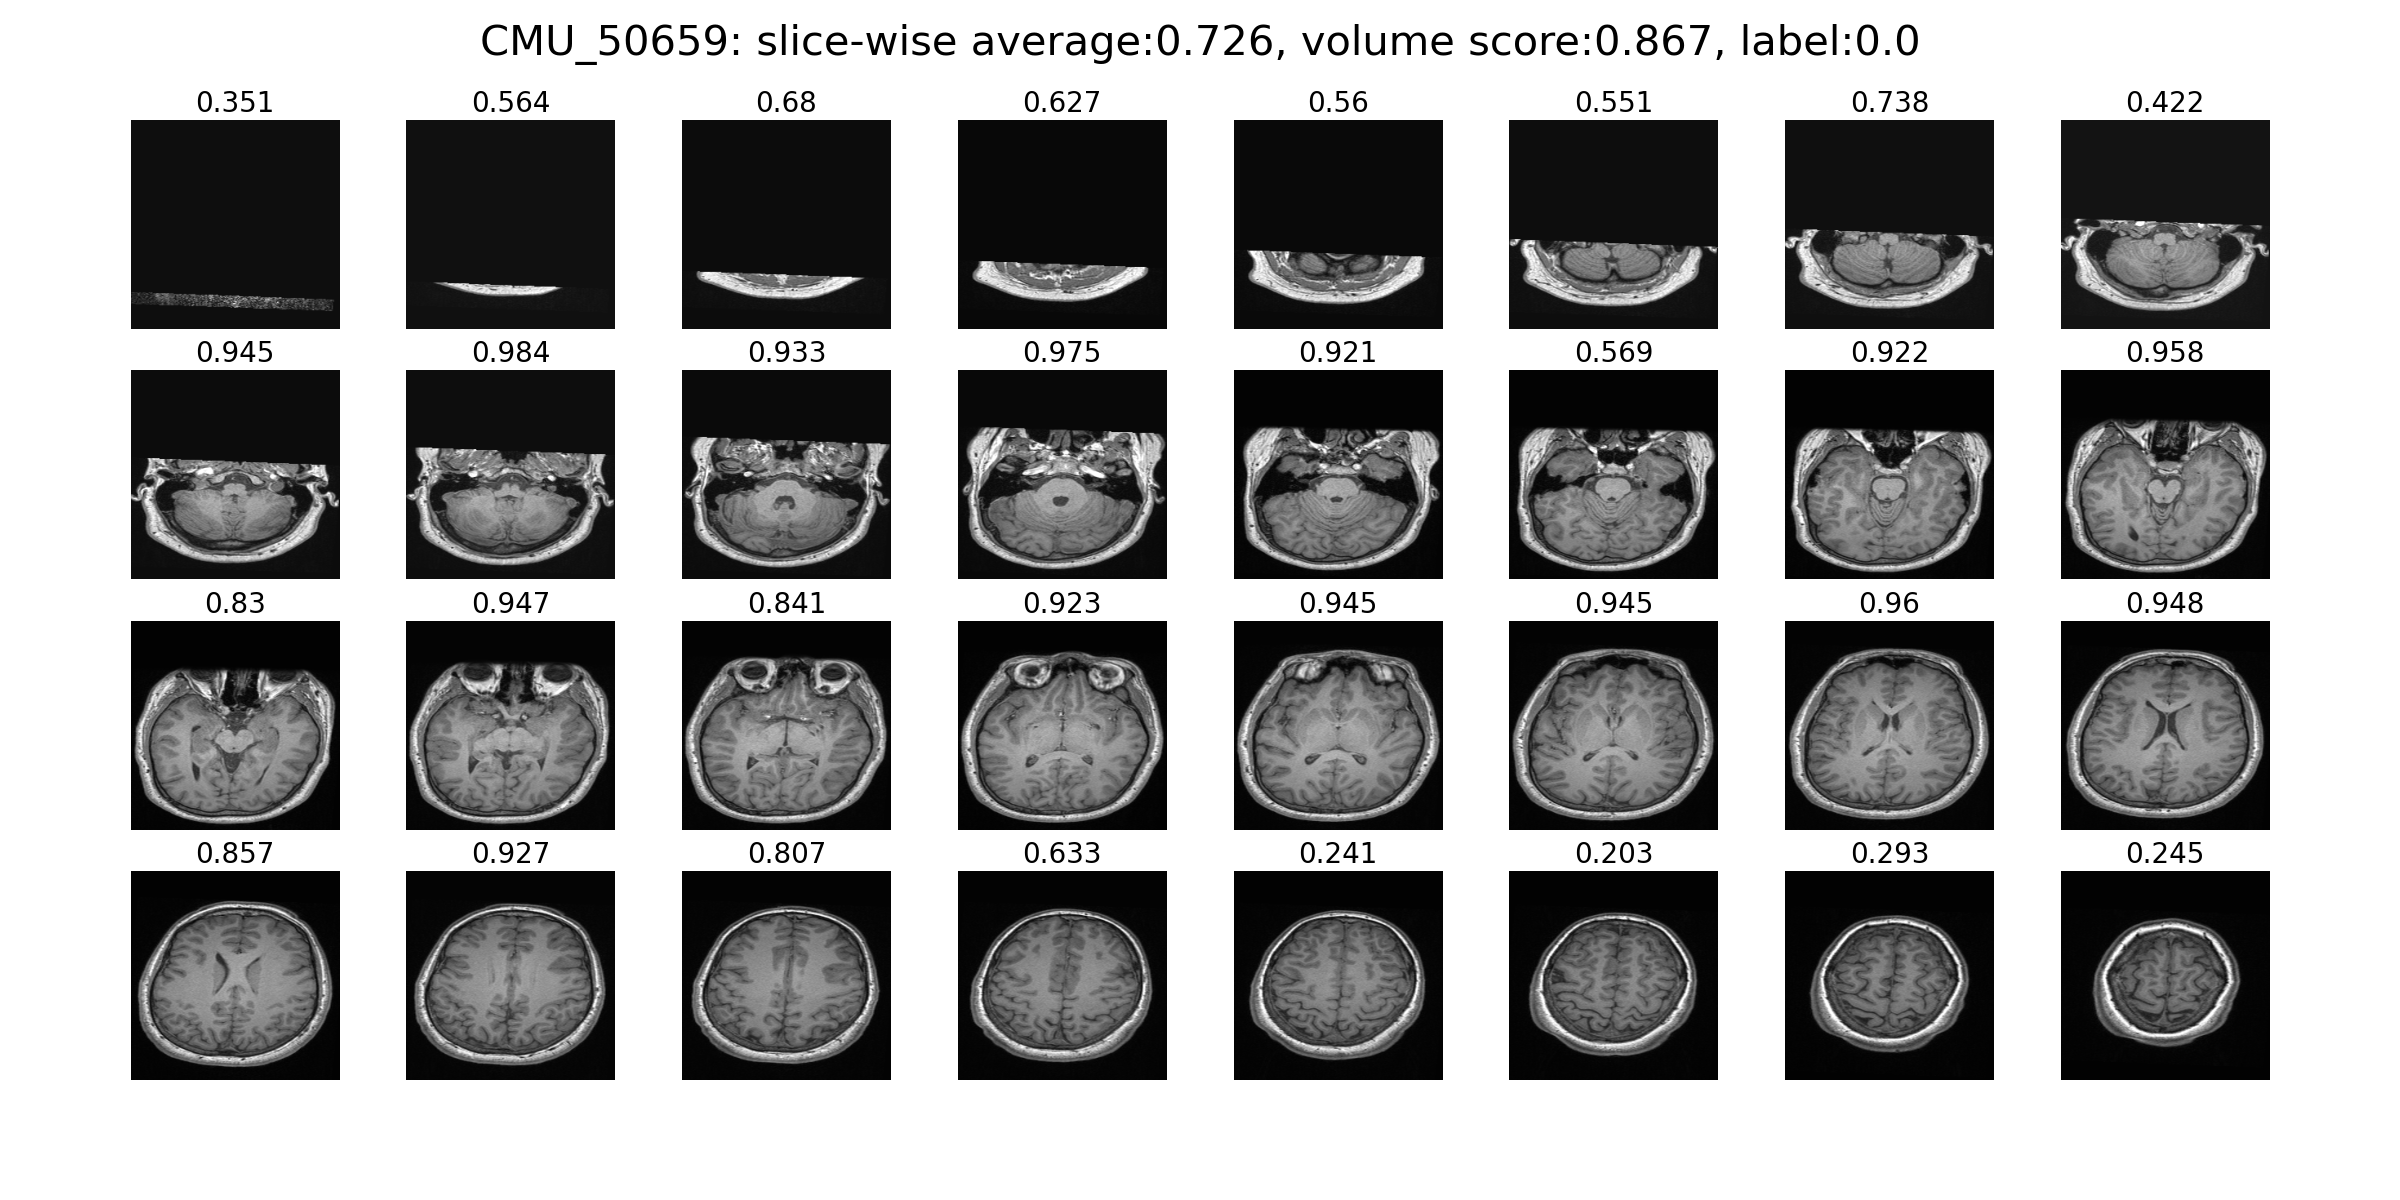 CMU_50659: slice-wise average:0.726, volume score:0.867, label:0.0
0.351 0.564 0.68 0.627 0.56 0.551 0.738 0.422
0.945 0.984 0.933 0.975 0.921 0.569 0.922 0.958
0.83 0.947 0.841 0.923 0.945 0.945 0.96 0.948
0.857 0.927 0.807 0.633 0.241 0.203 0.293 0.245